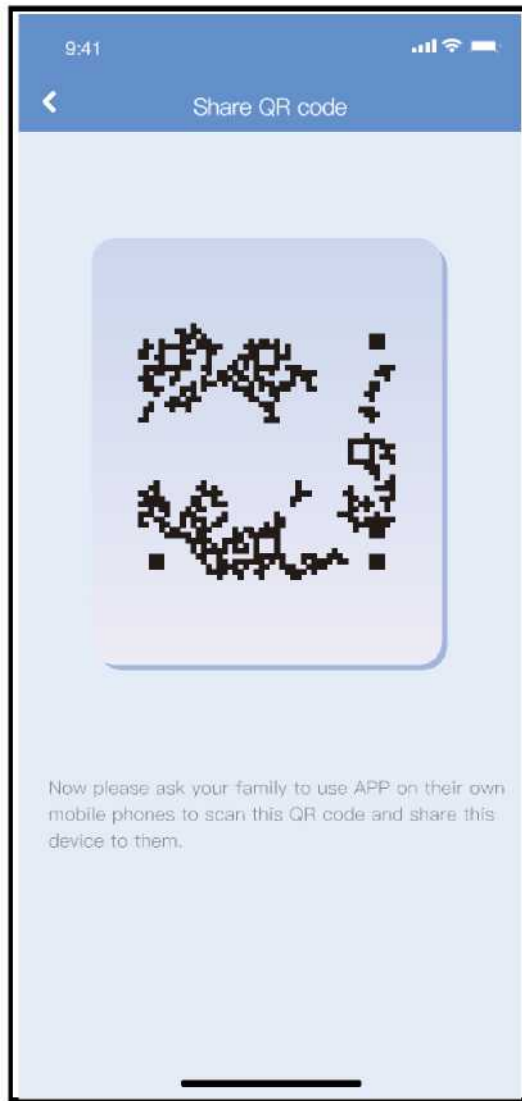 9:41
Share QR code
Now please ask your family to use APP on their own
mobile phones to scan this QR code and share this
device to them.